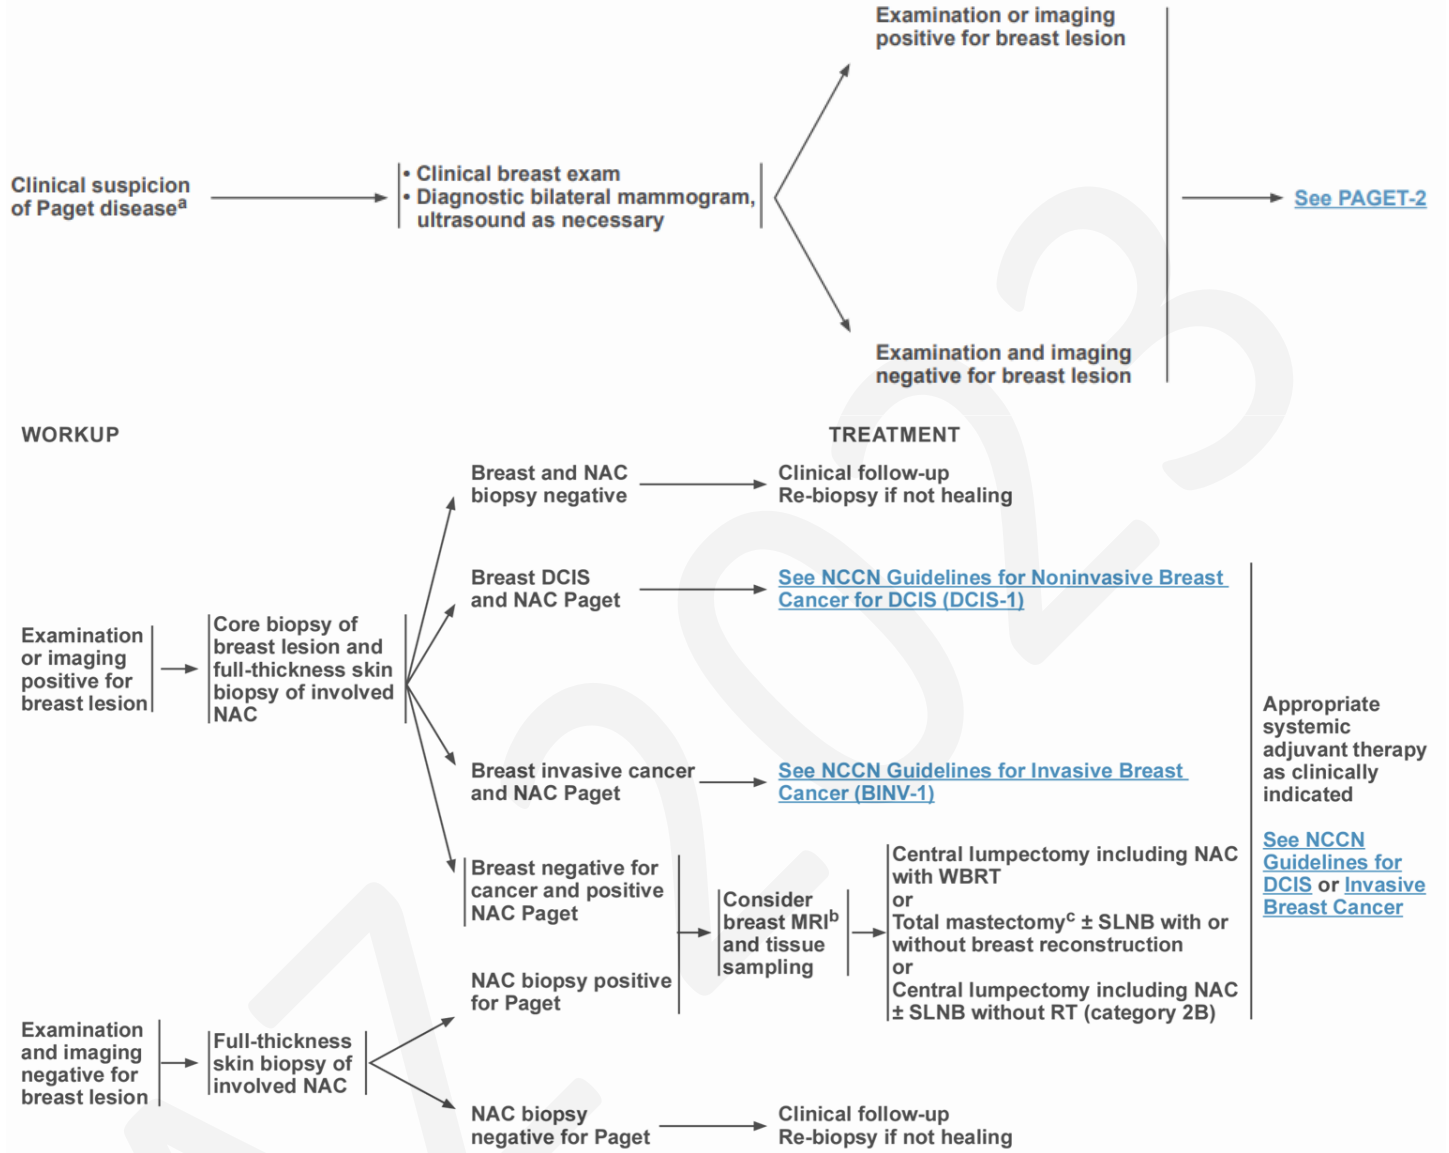 Examination or imaging
positive for breast lesion
Clinical suspicion
of Paget diseaseᵃ
• Clinical breast exam
• Diagnostic bilateral mammogram,
ultrasound as necessary
See PAGET-2
Examination and imaging
negative for breast lesion
WORKUP
TREATMENT
Breast and NAC
biopsy negative
Clinical follow-up
Re-biopsy if not healing
Breast DCIS
and NAC Paget
See NCCN Guidelines for Noninvasive Breast
Cancer for DCIS (DCIS-1)
Examination
or imaging
positive for
breast lesion
Core biopsy of
breast lesion and
full-thickness skin
biopsy of involved
NAC
Breast invasive cancer
and NAC Paget
See NCCN Guidelines for Invasive Breast
Cancer (BINV-1)
Breast negative for
cancer and positive
NAC Paget
NAC biopsy positive
for Paget
Consider
breast MRIᵇ
and tissue
sampling
Central lumpectomy including NAC
with WBRT
or
Total mastectomyᶜ ± SLNB with or
without breast reconstruction
or
Central lumpectomy including NAC
± SLNB without RT (category 2B)
Appropriate
systemic
adjuvant therapy
as clinically
indicated
See NCCN
Guidelines for
DCIS or Invasive
Breast Cancer
Examination
and imaging
negative for
breast lesion
Full-thickness
skin biopsy of
involved NAC
NAC biopsy
negative for Paget
Clinical follow-up
Re-biopsy if not healing
2023